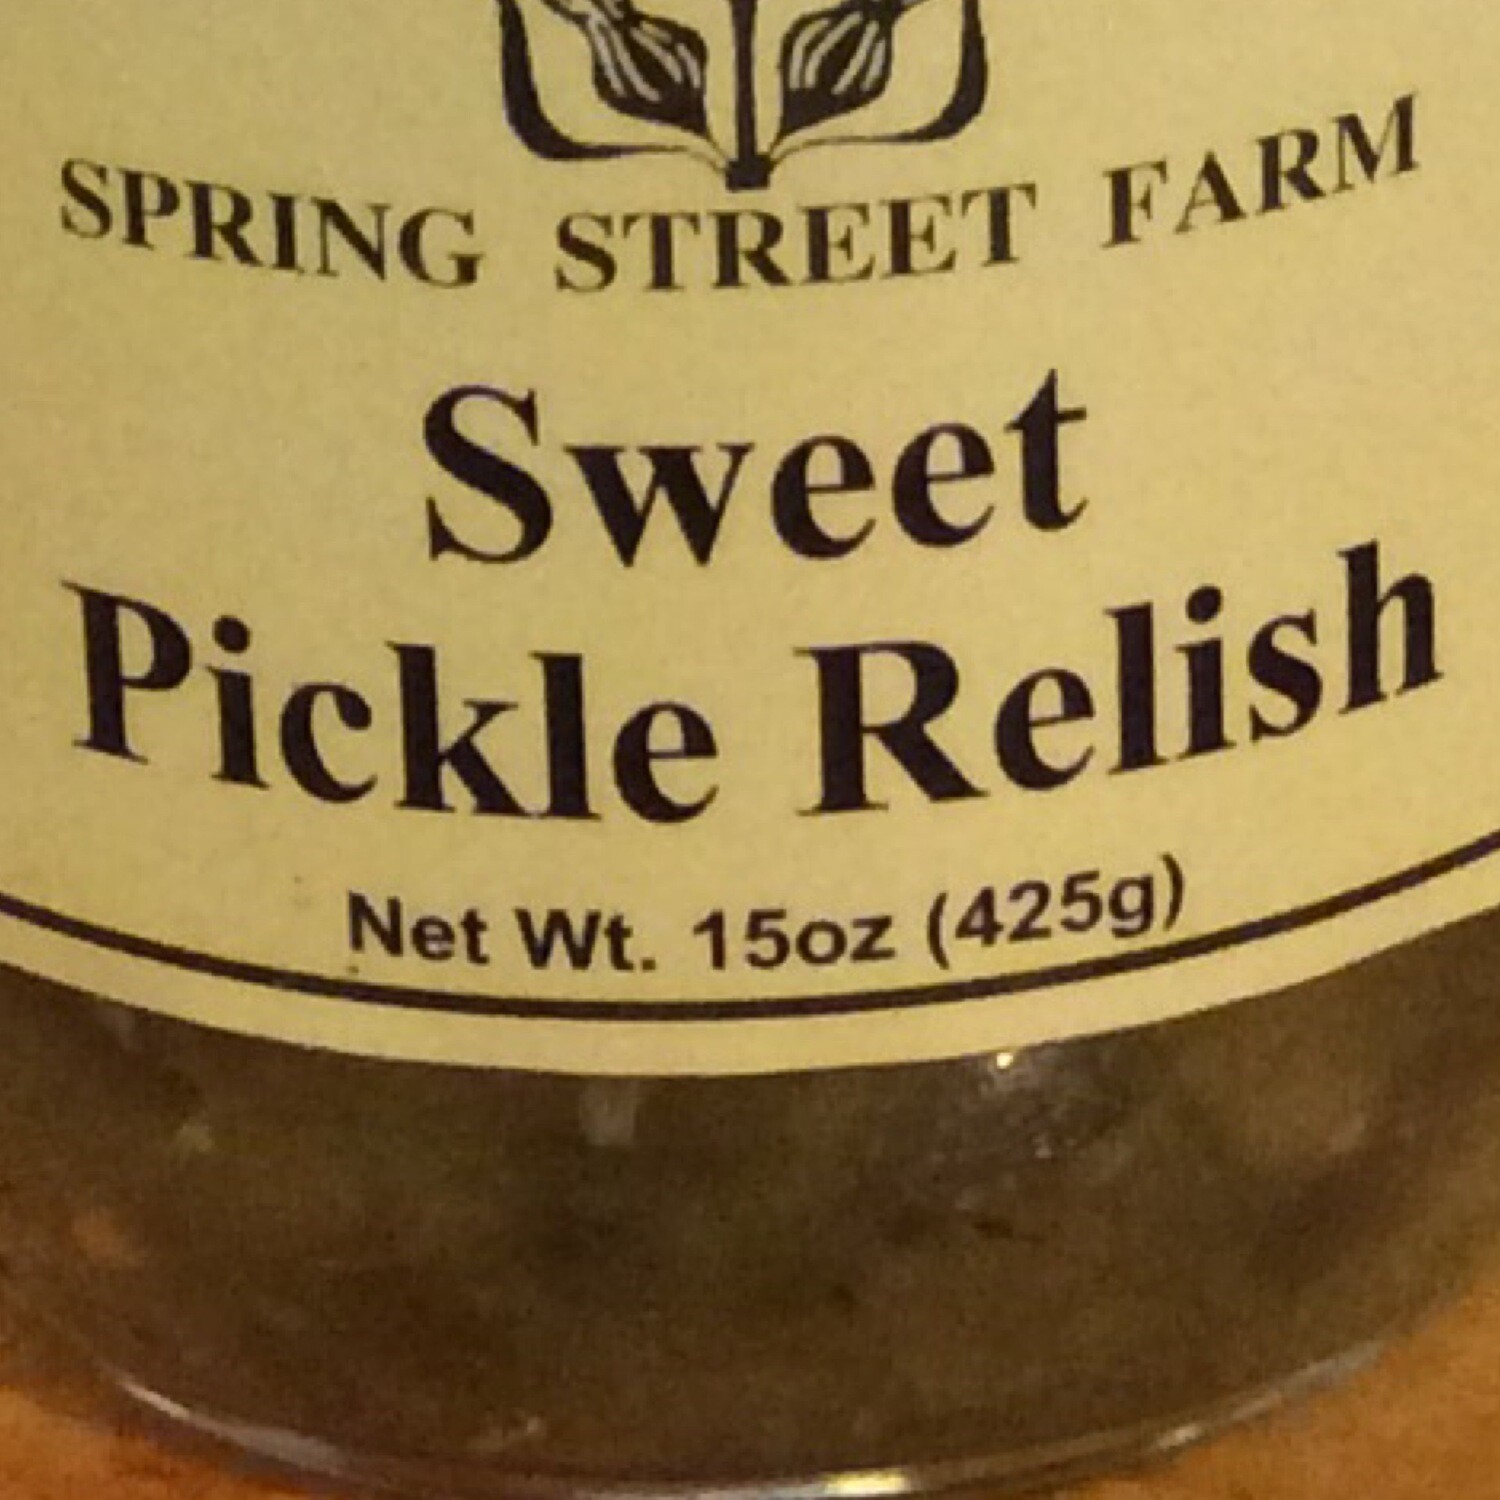 SPRING STREET FARM
Sweet
Pickle Relish
Net Wt. 15oz (425g)